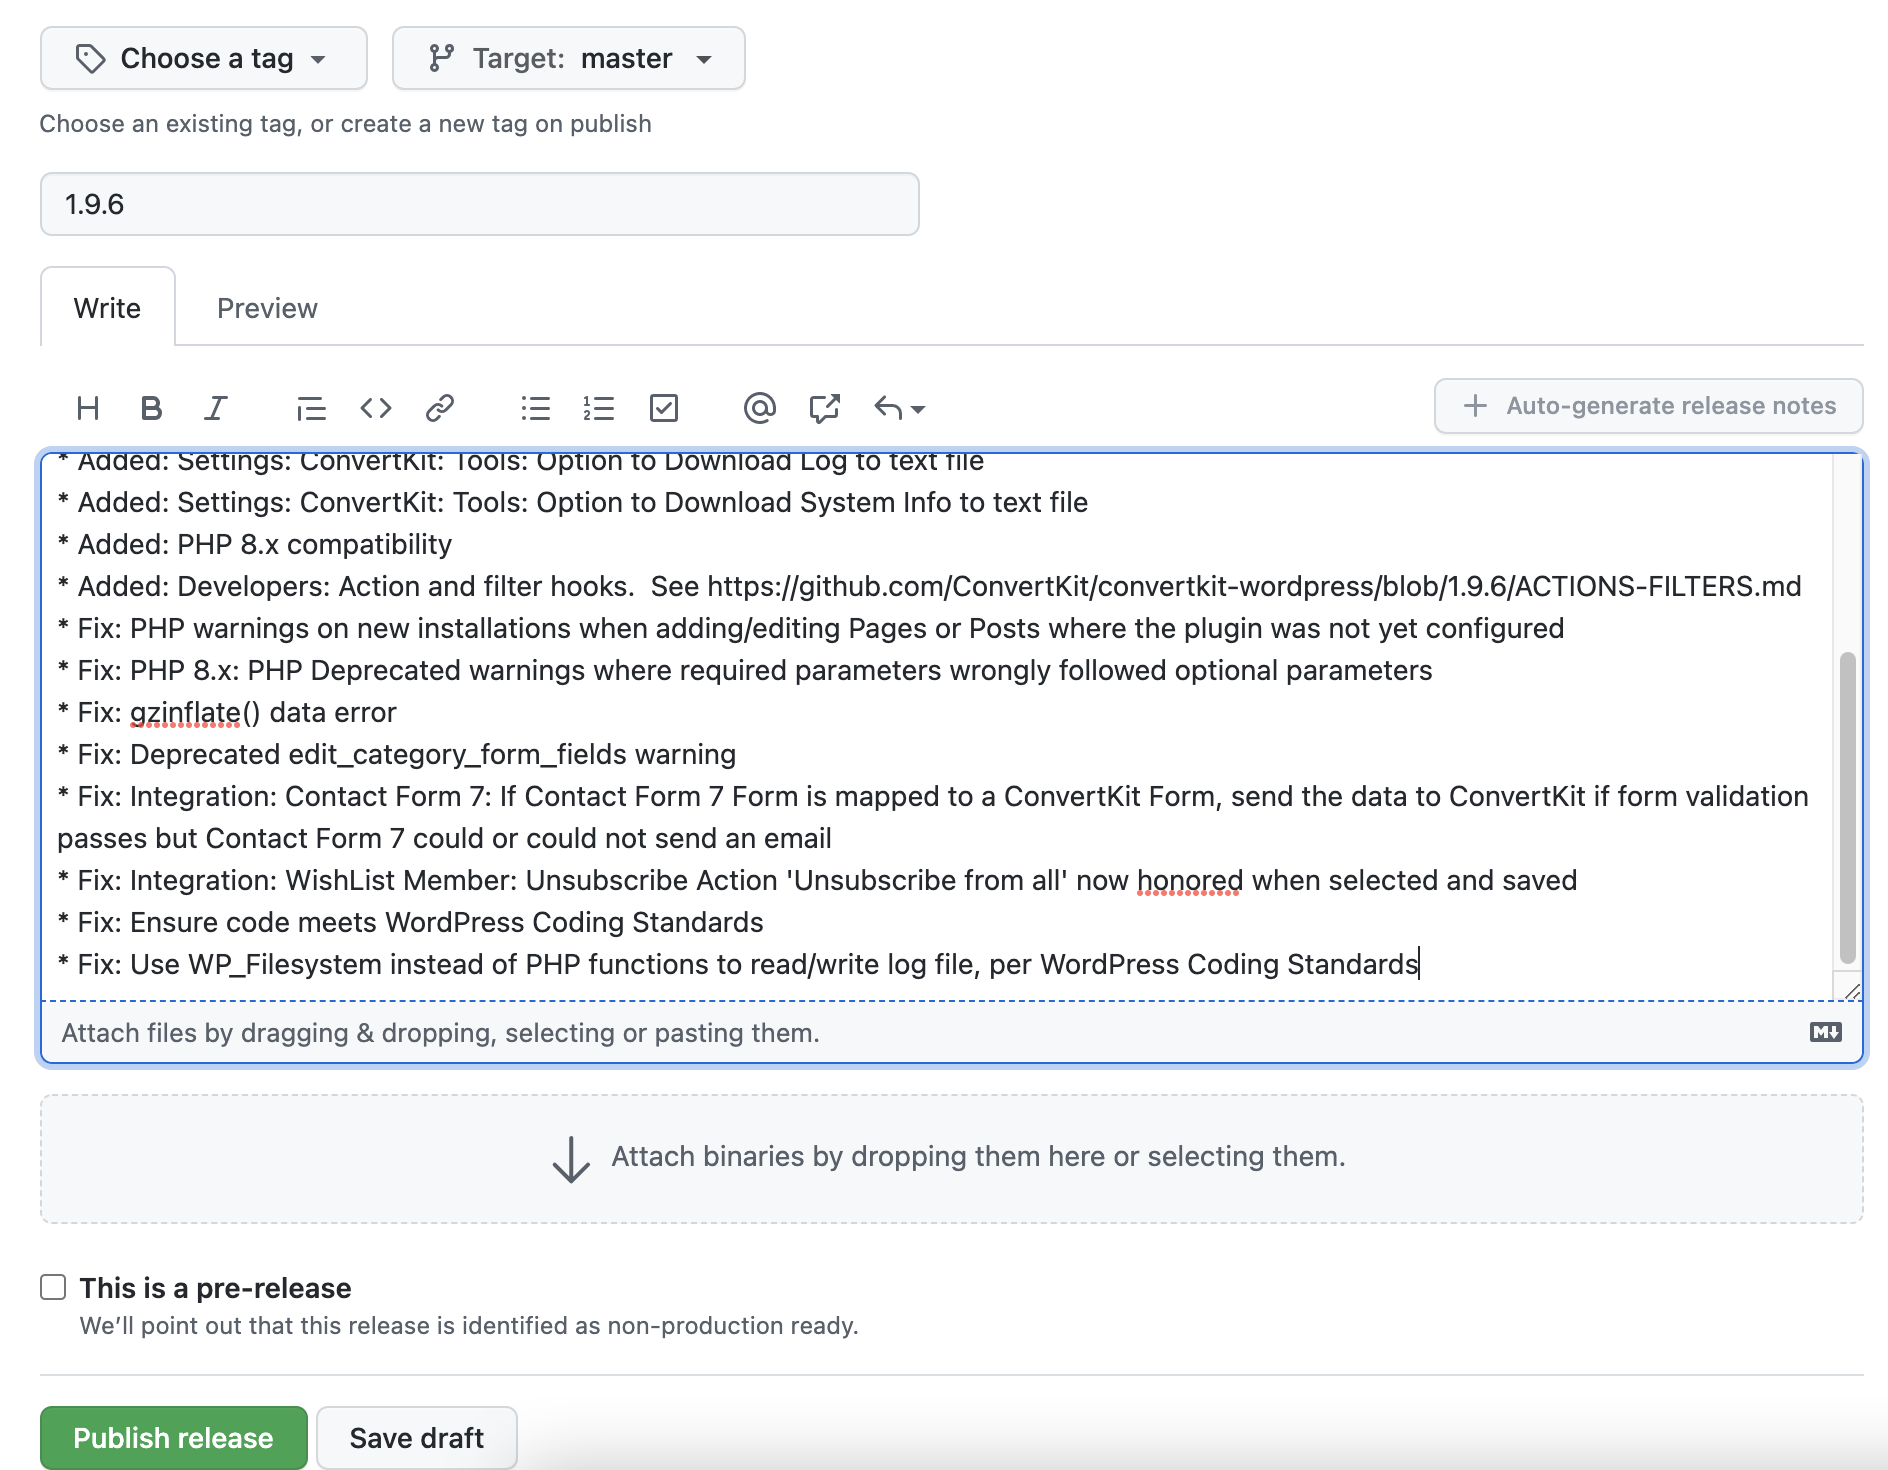 Choose a tag
Target: master
Choose an existing tag, or create a new tag on publish
1.9.6
Write
Preview
Auto-generate release notes
* Added: Settings: ConvertKit: Tools: Option to Download Log to text file
* Added: Settings: ConvertKit: Tools: Option to Download System Info to text file
* Added: PHP 8.x compatibility
* Added: Developers: Action and filter hooks.  See https://github.com/ConvertKit/convertkit-wordpress/blob/1.9.6/ACTIONS-FILTERS.md
* Fix: PHP warnings on new installations when adding/editing Pages or Posts where the plugin was not yet configured
* Fix: PHP 8.x: PHP Deprecated warnings where required parameters wrongly followed optional parameters
* Fix: gzinflate() data error
* Fix: Deprecated edit_category_form_fields warning
* Fix: Integration: Contact Form 7: If Contact Form 7 Form is mapped to a ConvertKit Form, send the data to ConvertKit if form validation
passes but Contact Form 7 could or could not send an email
* Fix: Integration: WishList Member: Unsubscribe Action 'Unsubscribe from all' now honored when selected and saved
* Fix: Ensure code meets WordPress Coding Standards
* Fix: Use WP_Filesystem instead of PHP functions to read/write log file, per WordPress Coding Standards
Attach files by dragging & dropping, selecting or pasting them.
Attach binaries by dropping them here or selecting them.
This is a pre-release
We’ll point out that this release is identified as non-production ready.
Publish release
Save draft